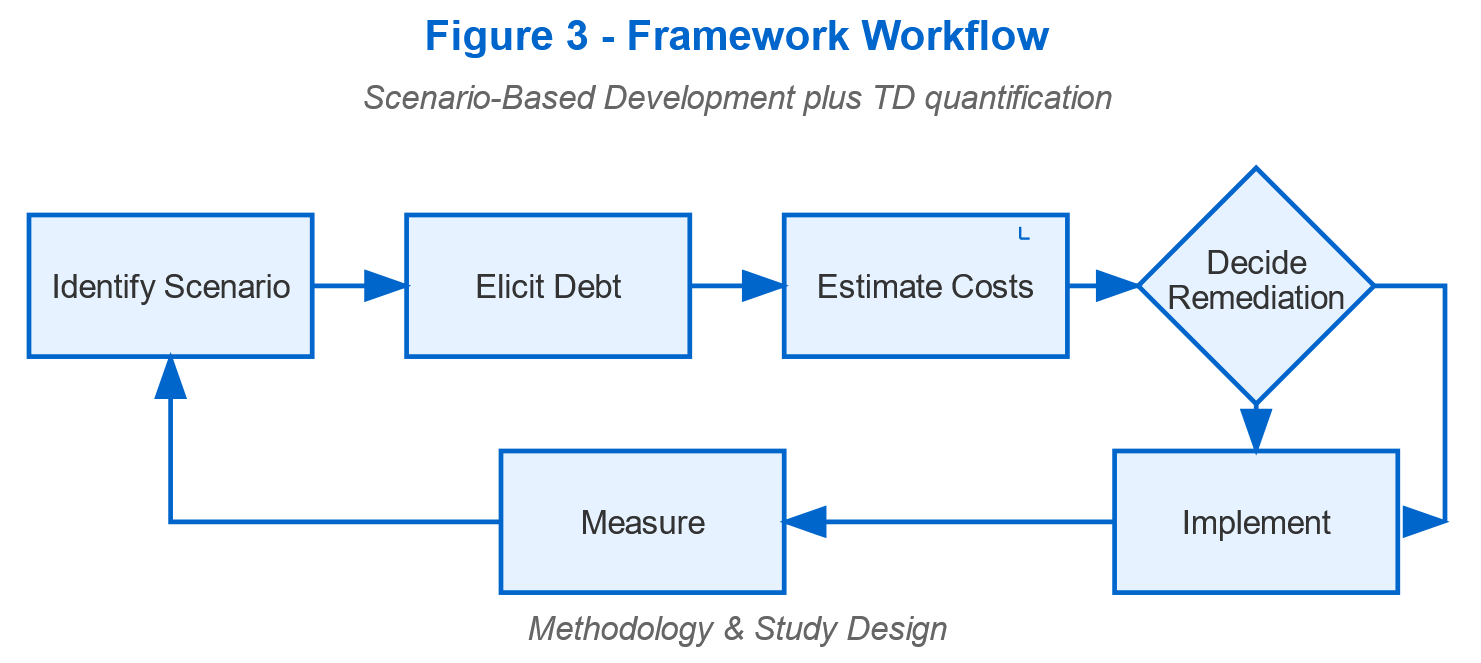 Figure 3 - Framework Workflow
Scenario-Based Development plus TD quantification
Identify Scenario
Elicit Debt
Estimate Costs
Decide
Remediation
Measure
Implement
Methodology & Study Design